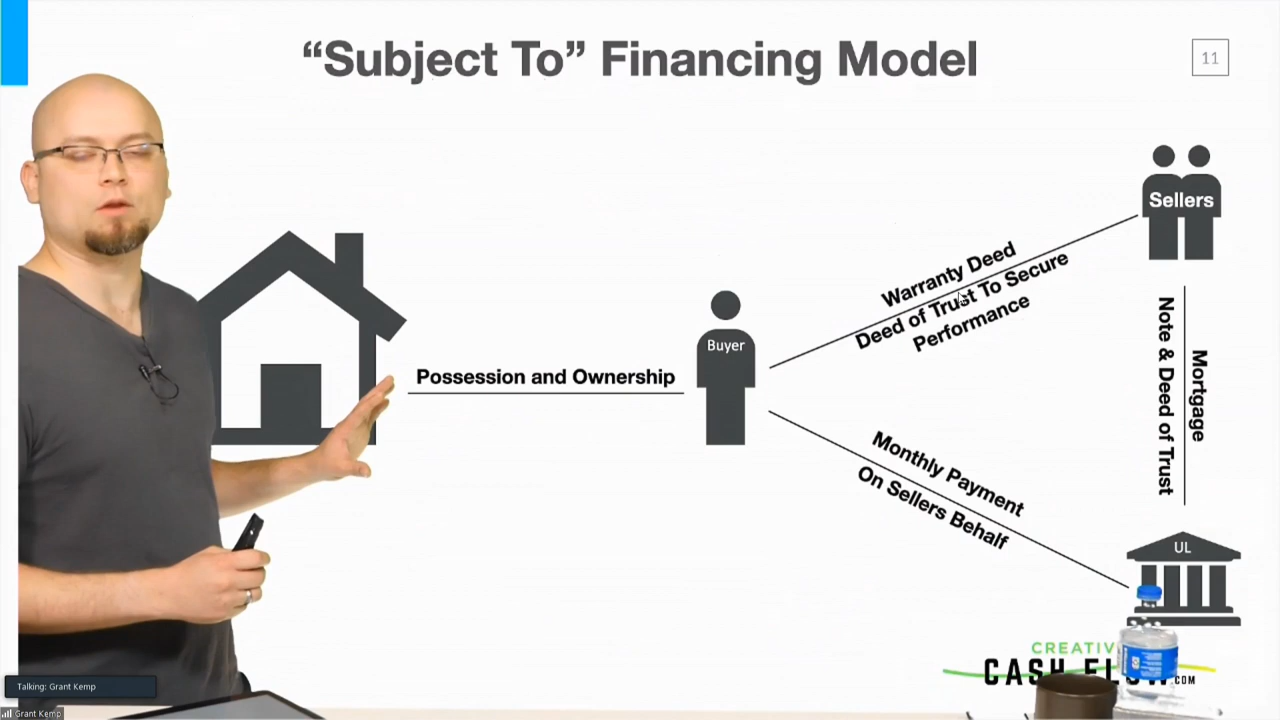 “Subject To” Financing Model
11
Sellers
Warranty Deed
Deed of Trust To Secure
Performance
Buyer
Possession and Ownership
Mortgage
Note & Deed of Trust
Monthly Payment
On Sellers Behalf
UL
CREATIV
CASH FLOW.COM
Talking: Grant Kemp
Grant Kemp